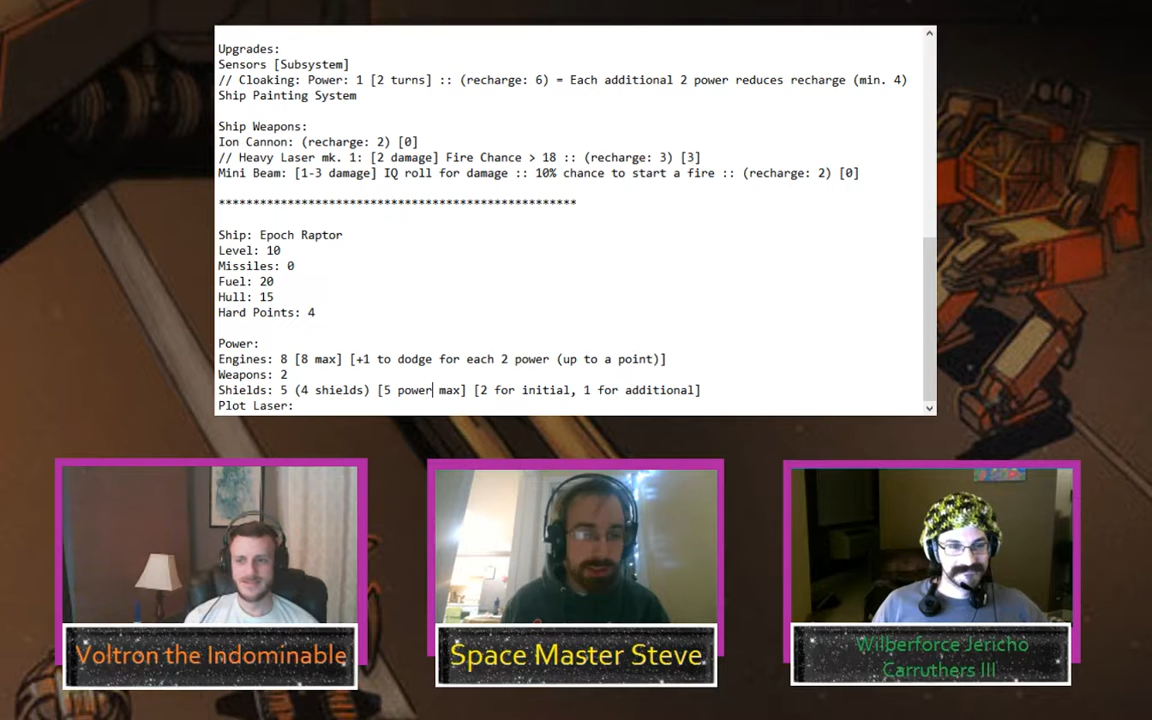 Upgrades:
Sensors [Subsystem]
// Cloaking: Power: 1 [2 turns] :: (recharge: 6) = Each additional 2 power reduces recharge (min. 4)
Ship Painting System
Ship Weapons:
Ion Cannon: (recharge: 2) [0]
// Heavy Laser mk. 1: [2 damage] Fire Chance > 18 :: (recharge: 3) [3]
Mini Beam: [1-3 damage] IQ roll for damage :: 10% chance to start a fire :: (recharge: 2) [0]
****************************************************
Ship: Epoch Raptor
Level: 10
Missiles: 0
Fuel: 20
Hull: 15
Hard Points: 4
Power:
Engines: 8 [8 max] [+1 to dodge for each 2 power (up to a point)]
Weapons: 2
Shields: 5 (4 shields) [5 power max] [2 for initial, 1 for additional]
Plot Laser:
Voltron the Indominable
Space Master Steve
Wilberforce Jericho
Carruthers III